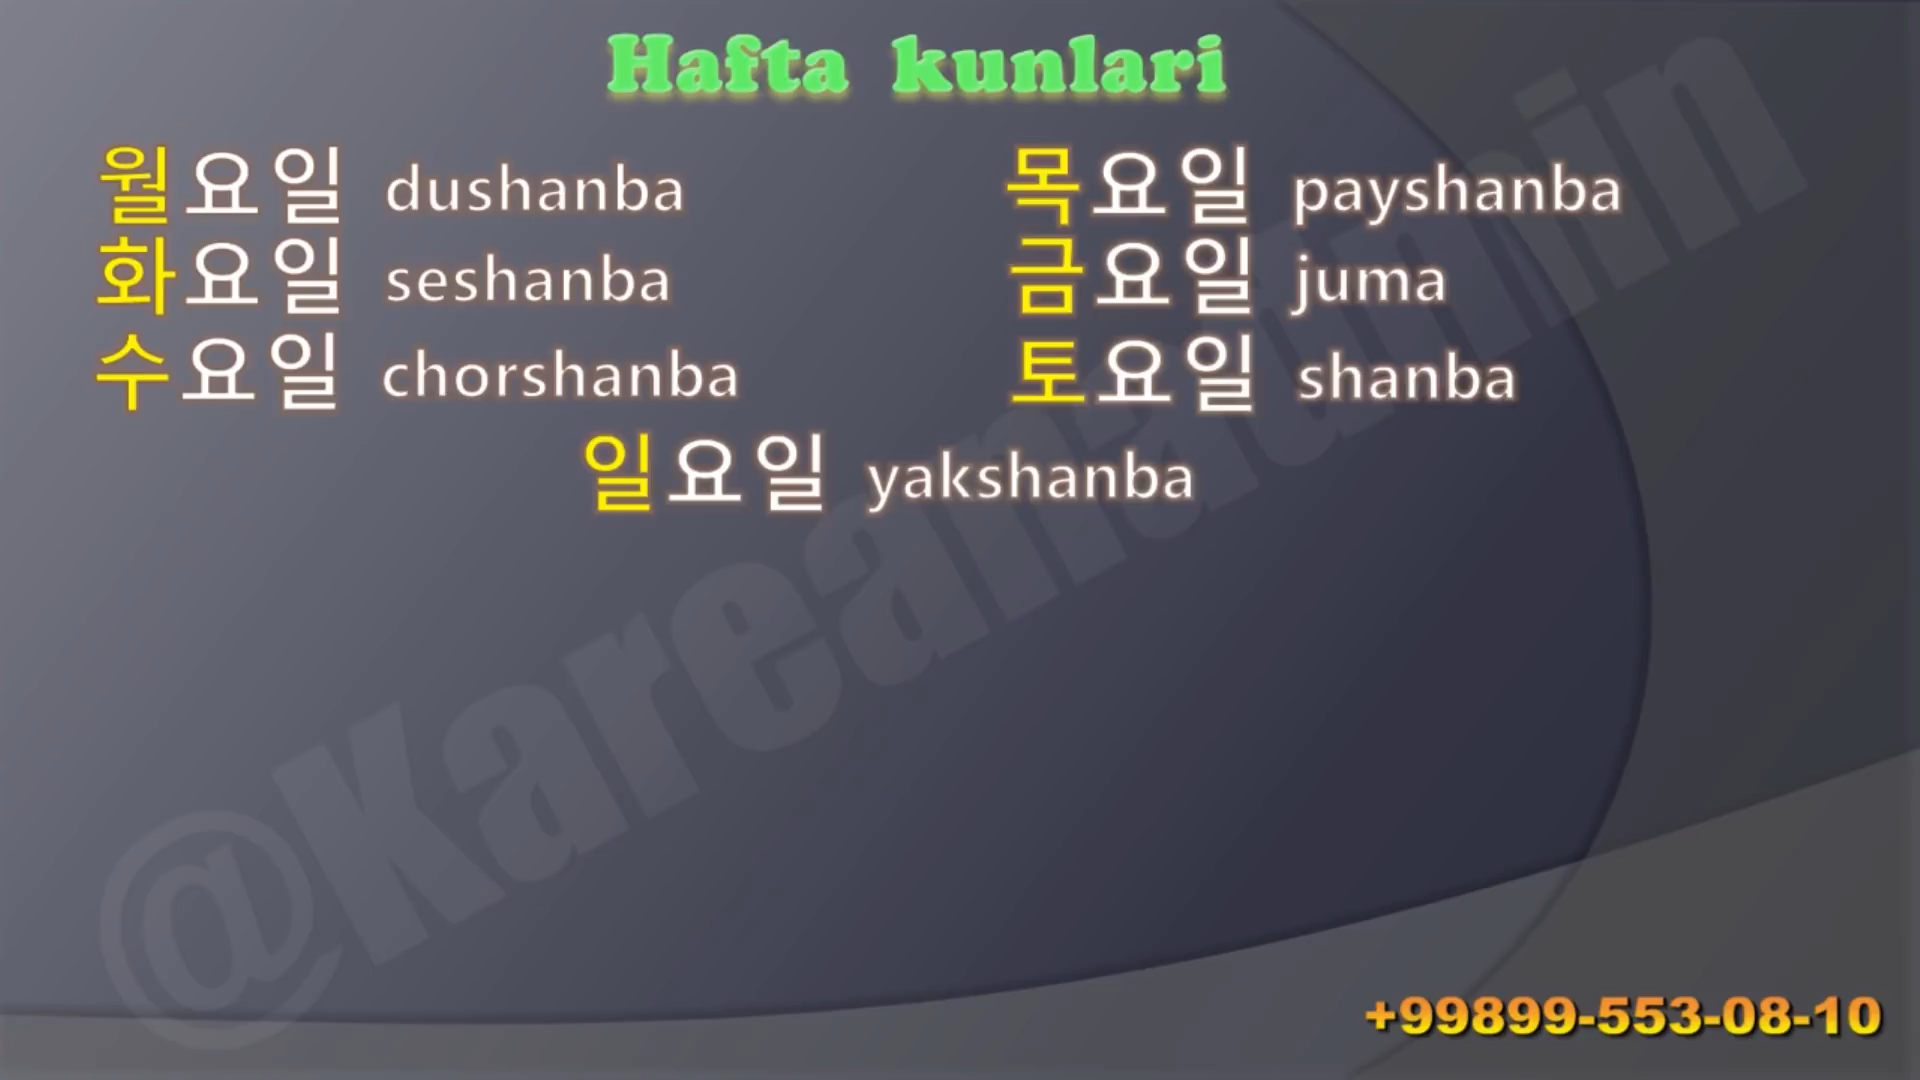 Hafta kunlari
월요일 dushanba
화요일 seshanba
수요일 chorshanba
목요일 payshanba
금요일 juma
토요일 shanba
일요일 yakshanba
@Kareanadmin
+99899-553-08-10